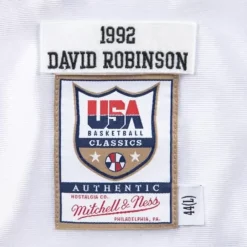 1992
DAVID ROBINSON
USA
BASKETBALL
CLASSICS
AUTHENTIC
NOSTALGIA CO.
Mitchell & Ness
PHILADELPHIA, PA.
44(L)